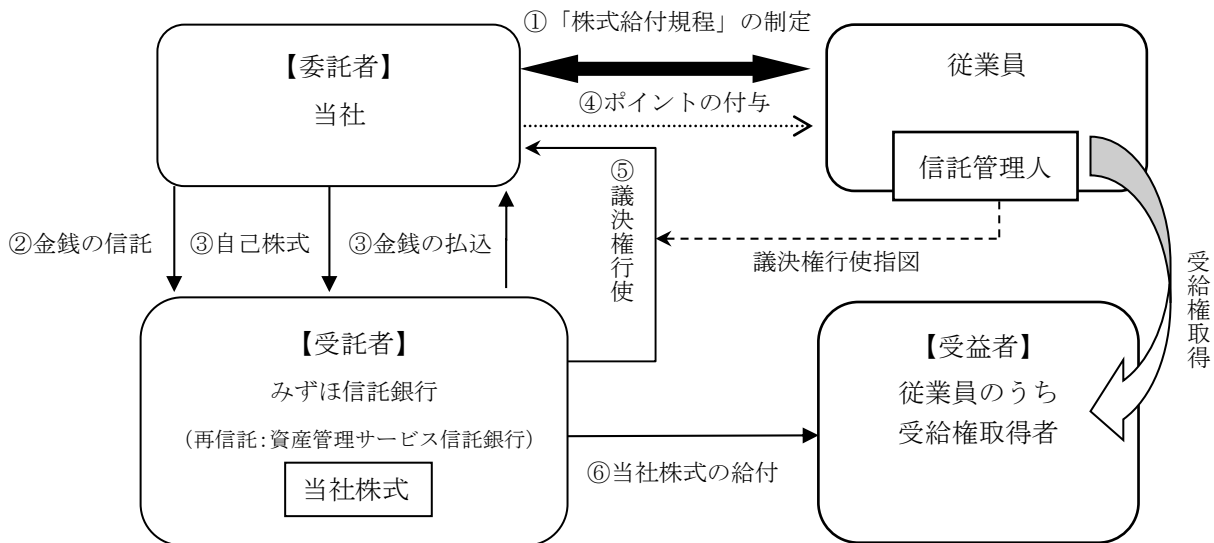 ①「株式給付規程」の制定
【委託者】
当社
従業員
④ポイントの付与
信託管理人
⑤議決権行使
②金銭の信託
③自己株式
③金銭の払込
議決権行使指図
受給権取得
【受託者】
みずほ信託銀行
（再信託：資産管理サービス信託銀行）
当社株式
【受益者】
従業員のうち
受給権取得者
⑥当社株式の給付